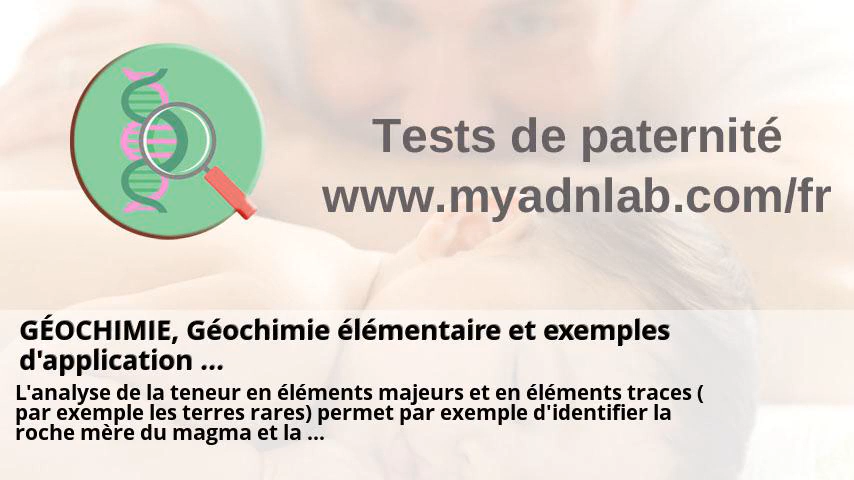 Tests de paternité
www.myadnlab.com/fr
GÉOCHIMIE, Géochimie élémentaire et exemples
d'application ...
L'analyse de la teneur en éléments majeurs et en éléments traces (
par exemple les terres rares) permet par exemple d'identifier la
roche mère du magma et la ...